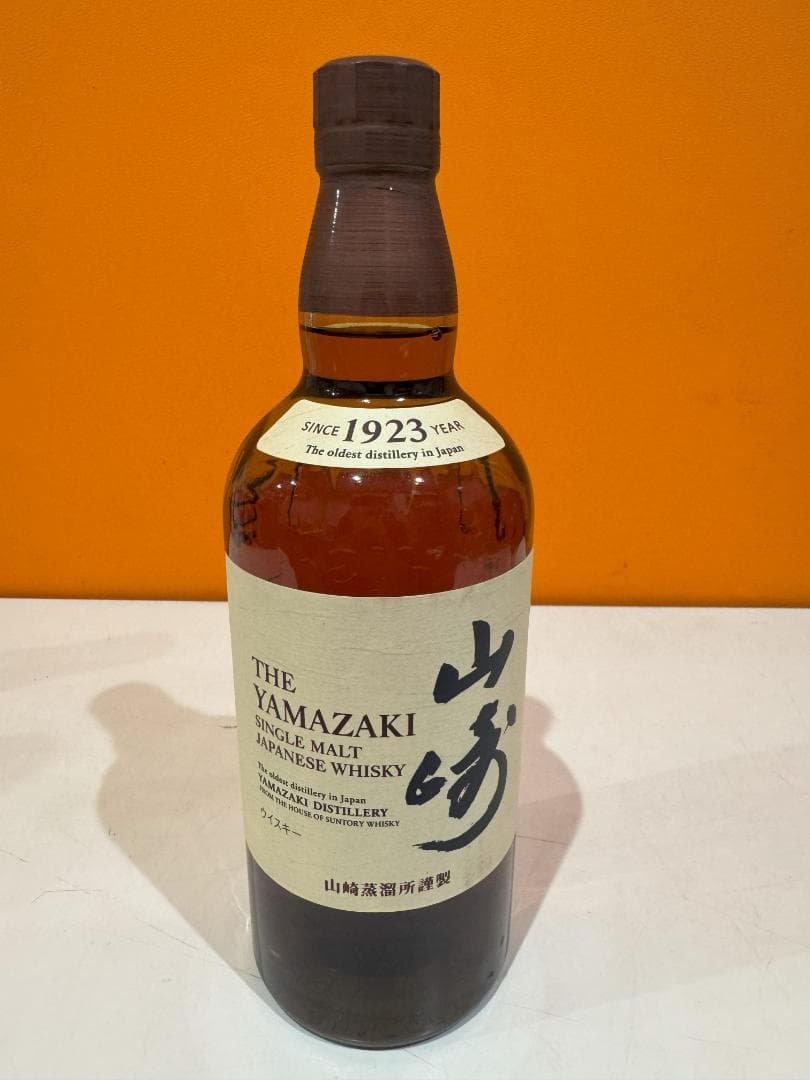 SINCE 1923 YEAR
The oldest distillery in Japan
THE
YAMAZAKI
SINGLE MALT
JAPANESE WHISKY
The oldest distillery in Japan
YAMAZAKI DISTILLERY
FROM THE HOUSE OF SUNTORY WHISKY
ウイスキー
山崎
山崎蒸溜所謹製